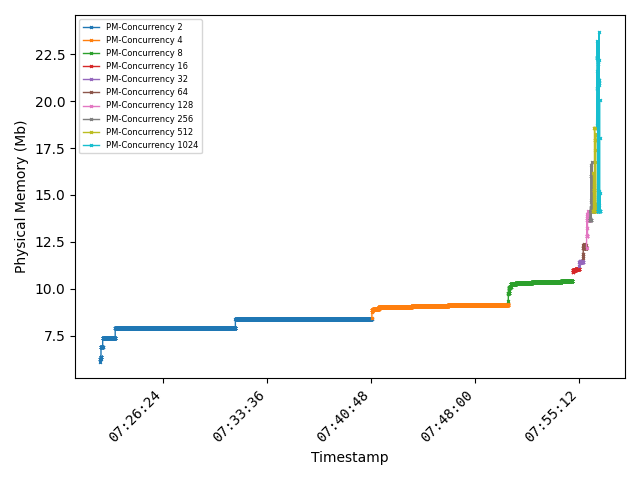 PM-Concurrency 2
PM-Concurrency 4
PM-Concurrency 8
PM-Concurrency 16
PM-Concurrency 32
PM-Concurrency 64
PM-Concurrency 128
PM-Concurrency 256
PM-Concurrency 512
PM-Concurrency 1024
22.5
20.0
17.5
15.0
12.5
10.0
7.5
Physical Memory (Mb)
07:26:24
07:33:36
07:40:48
07:48:00
07:55:12
Timestamp